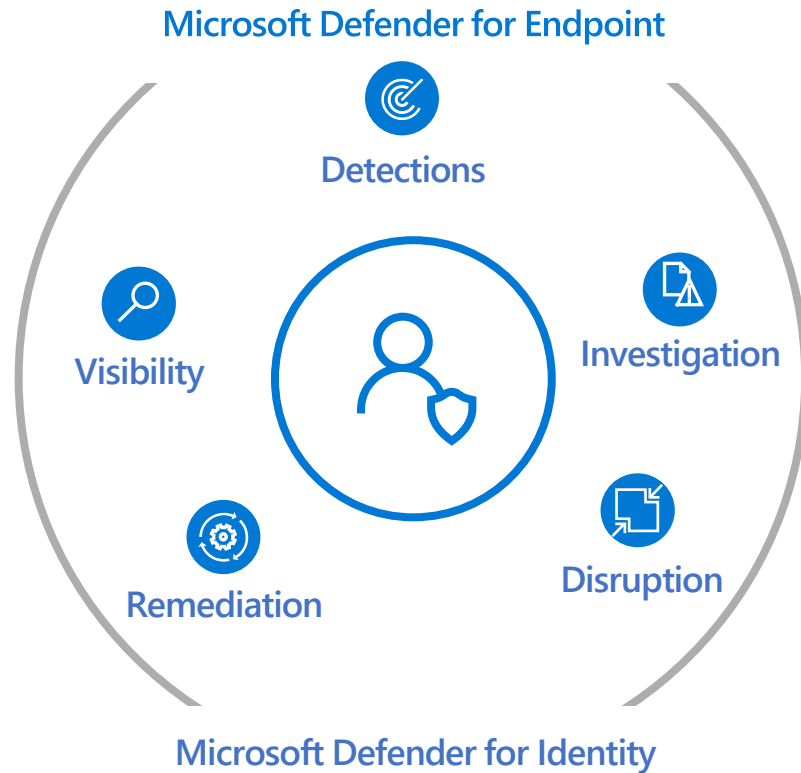 Microsoft Defender for Endpoint
Detections
Visibility
Investigation
Remediation
Disruption
Microsoft Defender for Identity